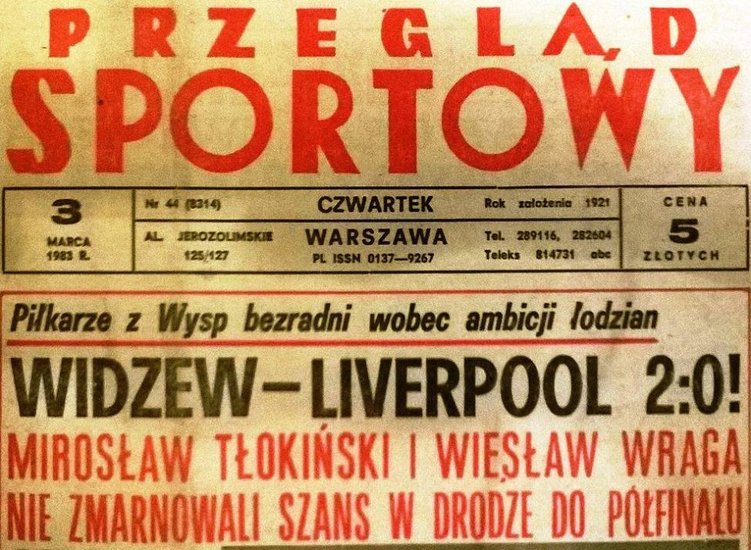 PRZEGLĄD
SPORTOWY
3
MARCA
1983 R.
Nr 44 (8314)
CZWARTEK
Rok założenia 1921
AL. JEROZOLIMSKIE
125/127
WARSZAWA
PL ISSN 0137—9267
Tel. 289116, 282604
Teleks 814731 abc
CENA
5
ZŁOTYCH
Piłkarze z Wysp bezradni wobec ambicji łodzian
WIDZEW—LIVERPOOL 2:0!
MIROSŁAW TŁOKIŃSKI I WIESŁAW WRAGA
NIE ZMARNOWALI SZANS W DRODZE DO PÓŁFINAŁU